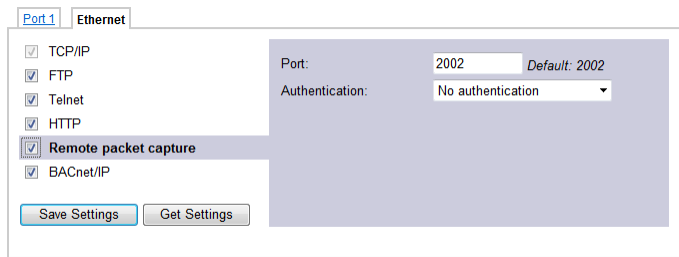 Port 1 Ethernet
TCP/IP
FTP
Telnet
HTTP
Remote packet capture
BACnet/IP
Save Settings Get Settings
Port: 2002 Default: 2002
Authentication: No authentication